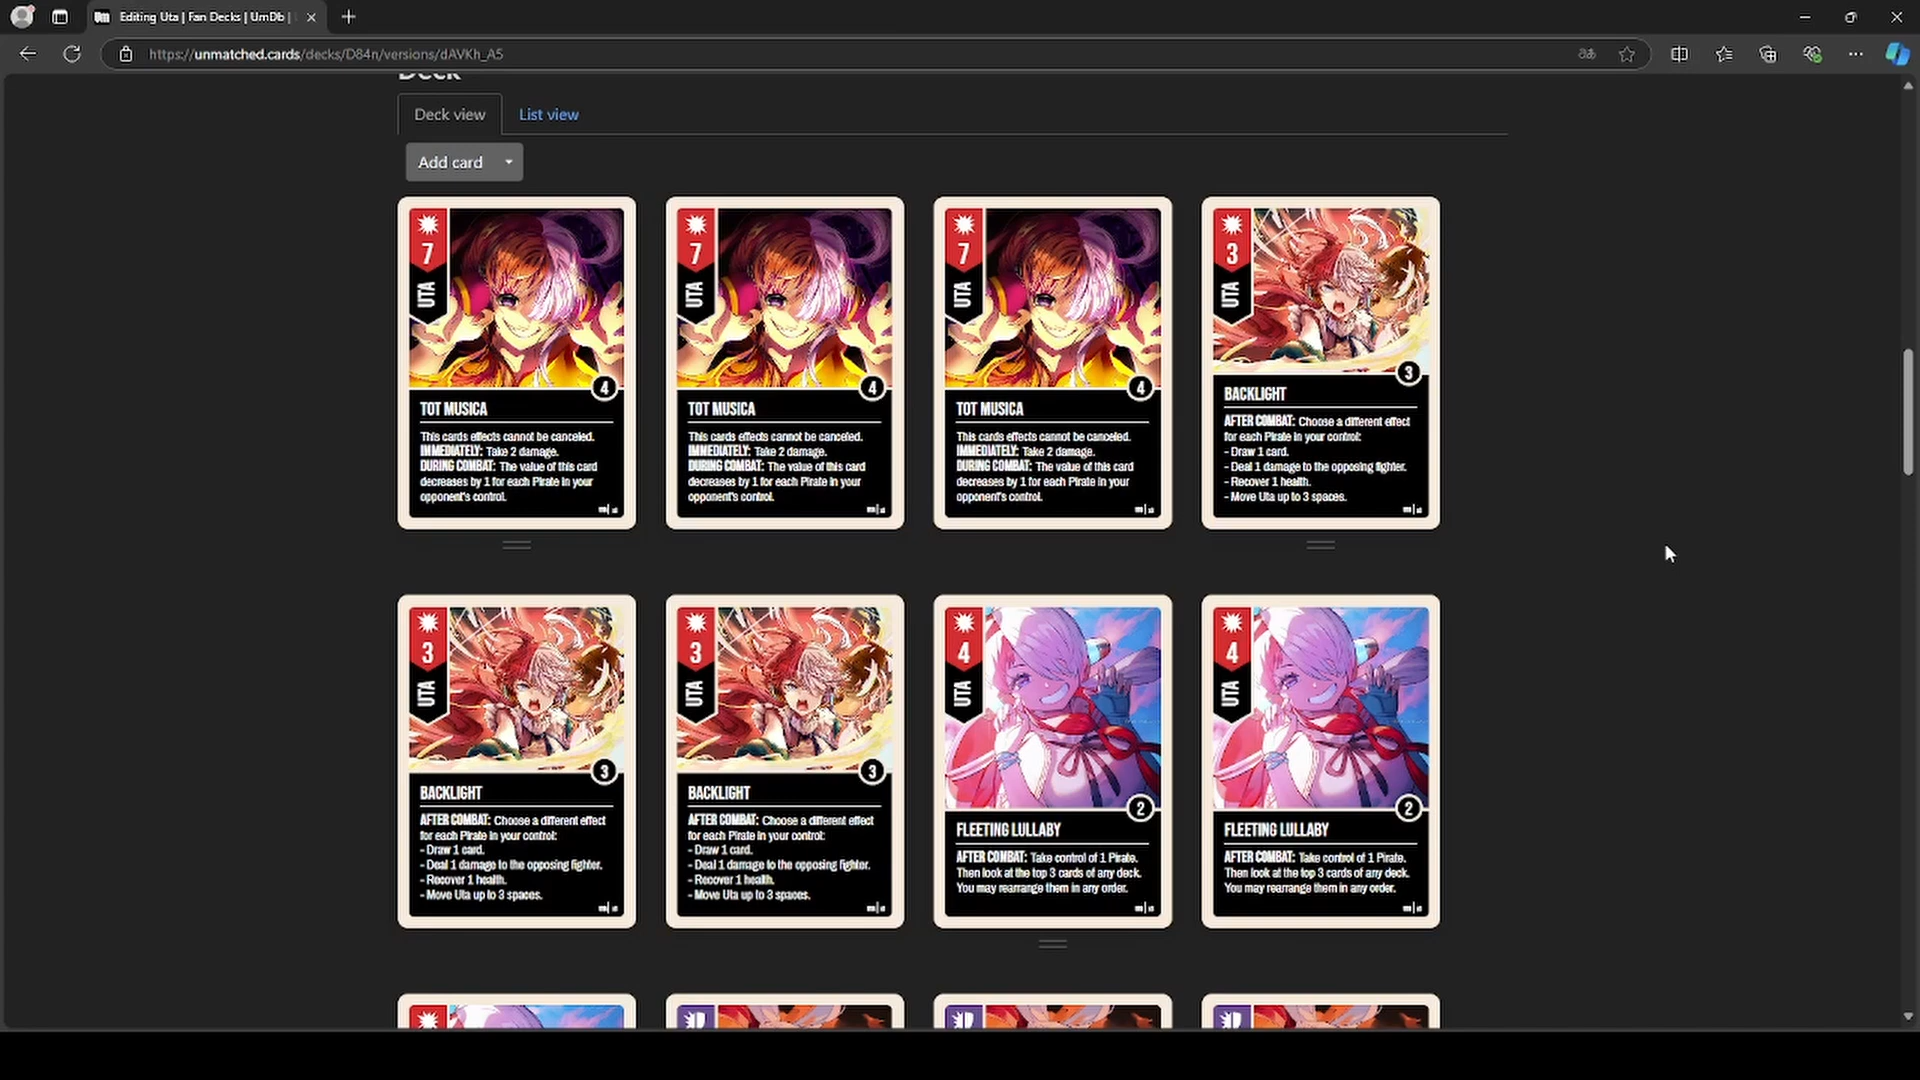 Editing Uta | Fan Decks | UmDb |
https://unmatched.cards/decks/D84n/versions/dAVKh_A5
Deck
Deck view
List view
Add card
7
UTA
4
TOT MUSICA
This cards effects cannot be canceled.
IMMEDIATELY: Take 2 damage.
DURING COMBAT: The value of this card
decreases by 1 for each Pirate in your
opponent's control.
7
UTA
4
TOT MUSICA
This cards effects cannot be canceled.
IMMEDIATELY: Take 2 damage.
DURING COMBAT: The value of this card
decreases by 1 for each Pirate in your
opponent's control.
7
UTA
4
TOT MUSICA
This cards effects cannot be canceled.
IMMEDIATELY: Take 2 damage.
DURING COMBAT: The value of this card
decreases by 1 for each Pirate in your
opponent's control.
3
UTA
3
BACKLIGHT
AFTER COMBAT: Choose a different effect
for each Pirate in your control:
- Draw 1 card.
- Deal 1 damage to the opposing fighter.
- Recover 1 health.
- Move Uta up to 3 spaces.
3
UTA
3
BACKLIGHT
AFTER COMBAT: Choose a different effect
for each Pirate in your control:
- Draw 1 card.
- Deal 1 damage to the opposing fighter.
- Recover 1 health.
- Move Uta up to 3 spaces.
3
UTA
3
BACKLIGHT
AFTER COMBAT: Choose a different effect
for each Pirate in your control:
- Draw 1 card.
- Deal 1 damage to the opposing fighter.
- Recover 1 health.
- Move Uta up to 3 spaces.
4
UTA
2
FLEETING LULLABY
AFTER COMBAT: Take control of 1 Pirate.
Then look at the top 3 cards of any deck.
You may rearrange them in any order.
4
UTA
2
FLEETING LULLABY
AFTER COMBAT: Take control of 1 Pirate.
Then look at the top 3 cards of any deck.
You may rearrange them in any order.